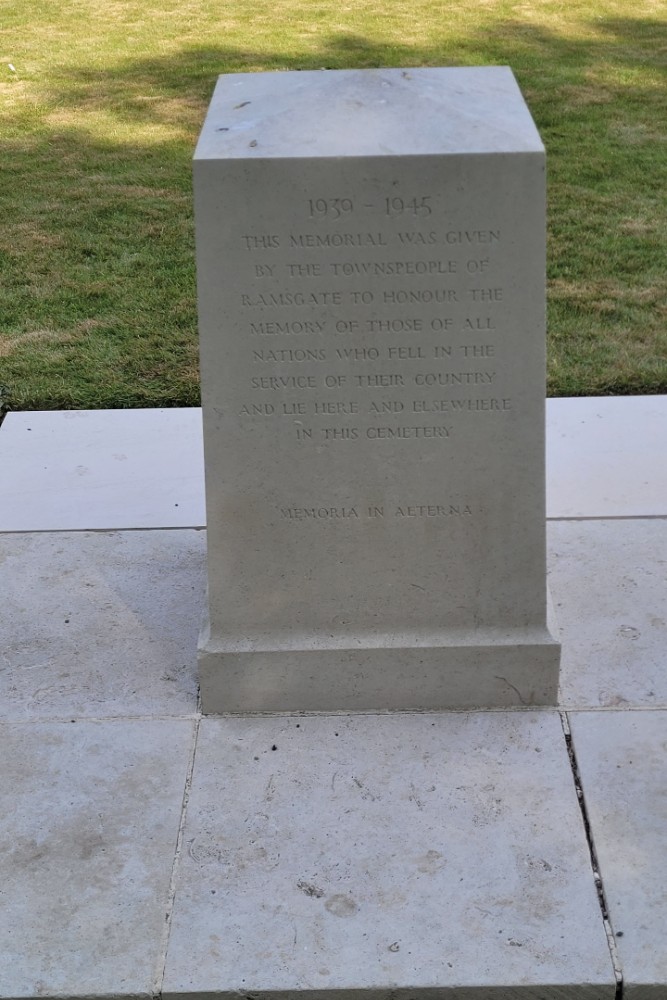 1939 - 1945
THIS MEMORIAL WAS GIVEN
BY THE TOWNSPEOPLE OF
RAMSGATE TO HONOUR THE
MEMORY OF THOSE OF ALL
NATIONS WHO FELL IN THE
SERVICE OF THEIR COUNTRY
AND LIE HERE AND ELSEWHERE
IN THIS CEMETERY
MEMORIA IN AETERNA